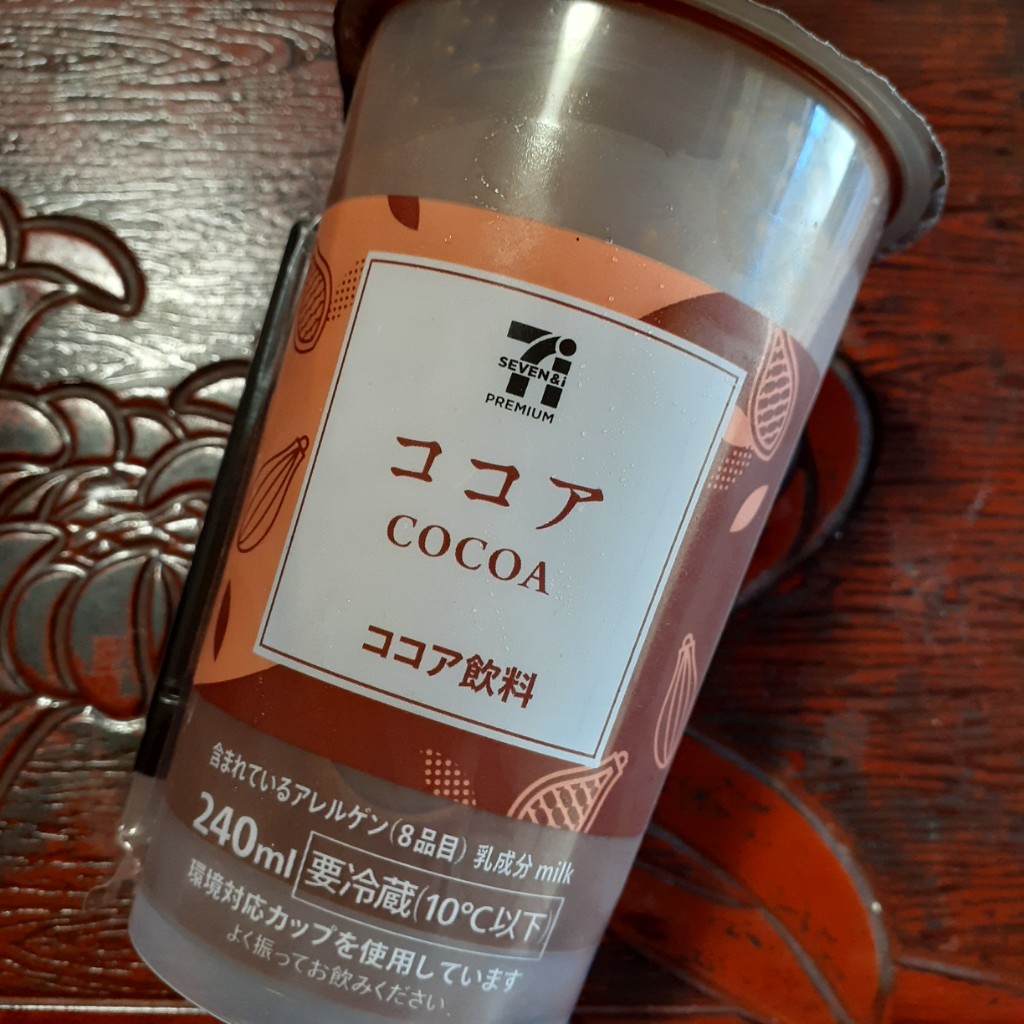 7i
SEVEN&i
PREMIUM
ココア
COCOA
ココア飲料
含まれているアレルゲン(8品目) 乳成分 milk
240ml 要冷蔵(10℃以下)
環境対応カップを使用しています
よく振ってお飲みください。